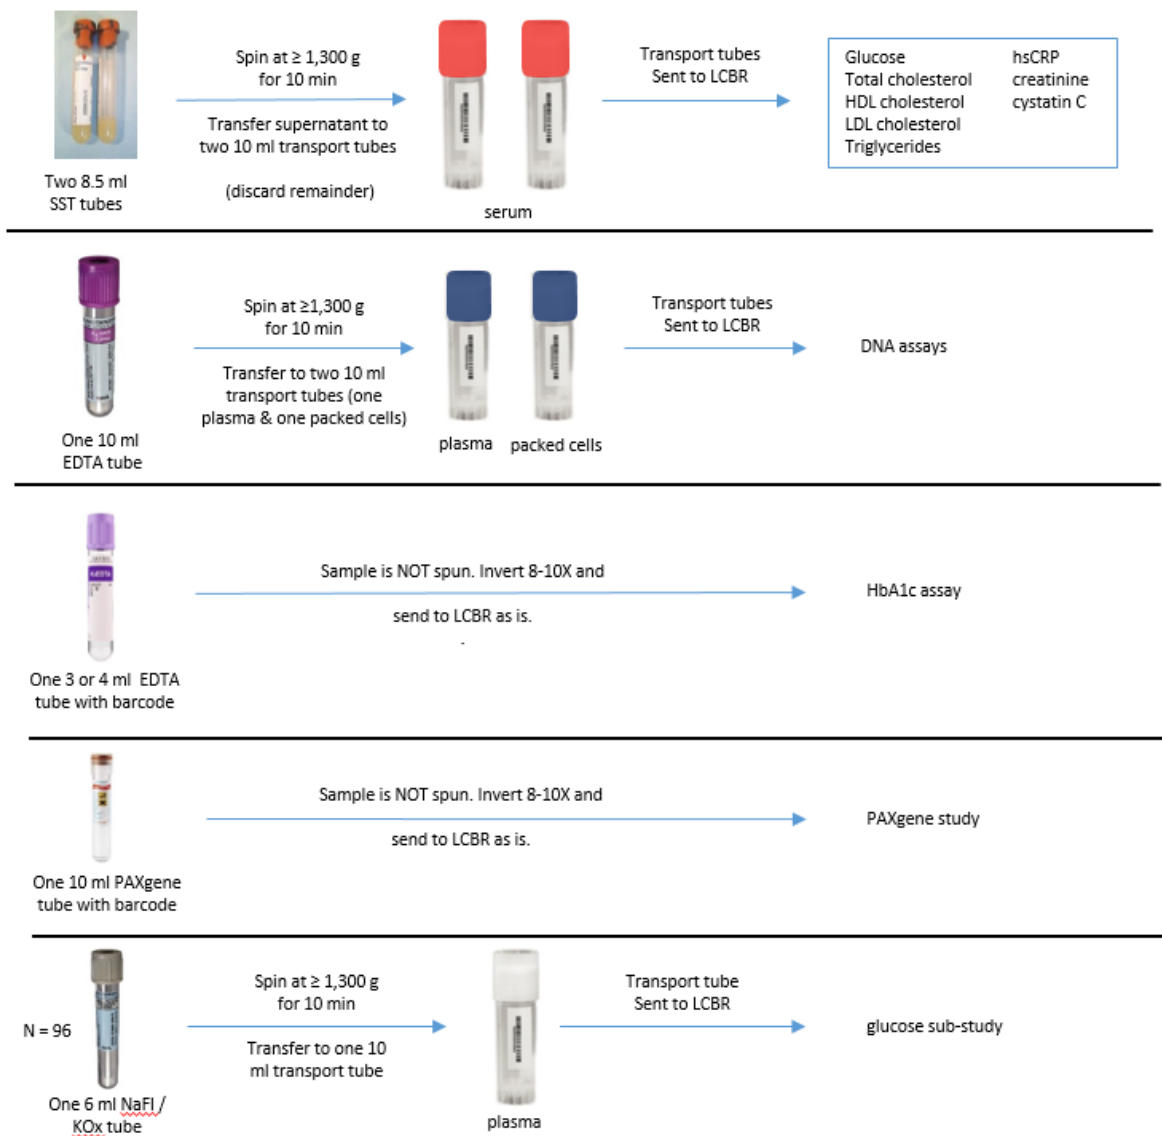 Spin at ≥ 1,300 g
for 10 min
Transfer supernatant to
two 10 ml transport tubes
(discard remainder)
Two 8.5 ml
SST tubes
serum
Transport tubes
Sent to LCBR
Glucose
Total cholesterol
HDL cholesterol
LDL cholesterol
Triglycerides
hsCRP
creatinine
cystatin C
Spin at ≥1,300 g
for 10 min
Transfer to two 10 ml
transport tubes (one
plasma & one packed cells)
One 10 ml
EDTA tube
plasma
packed cells
Transport tubes
Sent to LCBR
DNA assays
Sample is NOT spun. Invert 8-10X and
send to LCBR as is.
HbA1c assay
One 3 or 4 ml EDTA
tube with barcode
Sample is NOT spun. Invert 8-10X and
send to LCBR as is.
PAXgene study
One 10 ml PAXgene
tube with barcode
N = 96
Spin at ≥ 1,300 g
for 10 min
Transfer to one 10
ml transport tube
One 6 ml NaFl /
KOx tube
plasma
Transport tube
Sent to LCBR
glucose sub-study